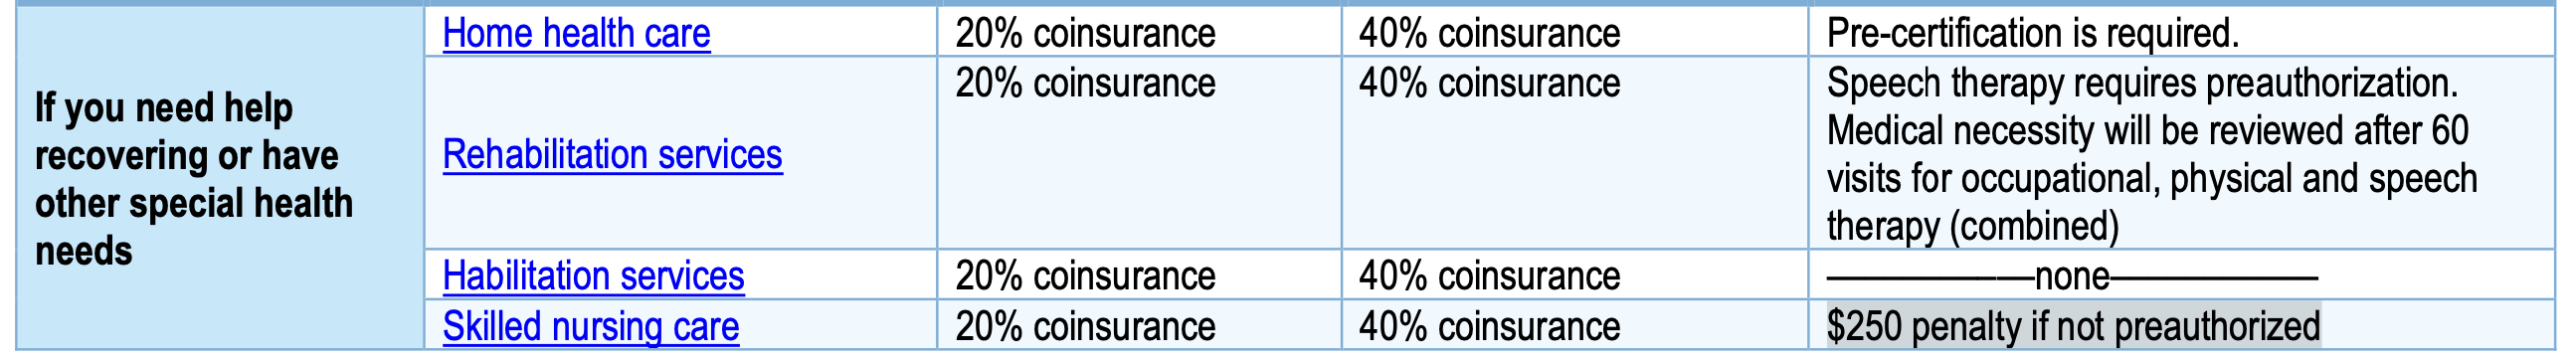 If you need help
recovering or have
other special health
needs
Home health care
20% coinsurance
40% coinsurance
Pre-certification is required.
Rehabilitation services
20% coinsurance
40% coinsurance
Speech therapy requires preauthorization.
Medical necessity will be reviewed after 60
visits for occupational, physical and speech
therapy (combined)
Habilitation services
20% coinsurance
40% coinsurance
–––––––––––none–––––––––––
Skilled nursing care
20% coinsurance
40% coinsurance
$250 penalty if not preauthorized